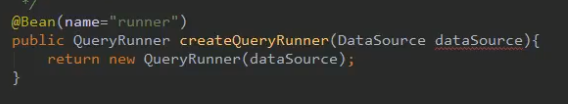 */
@Bean(name="runner")
public QueryRunner createQueryRunner(DataSource dataSource){
    return new QueryRunner(dataSource);
}